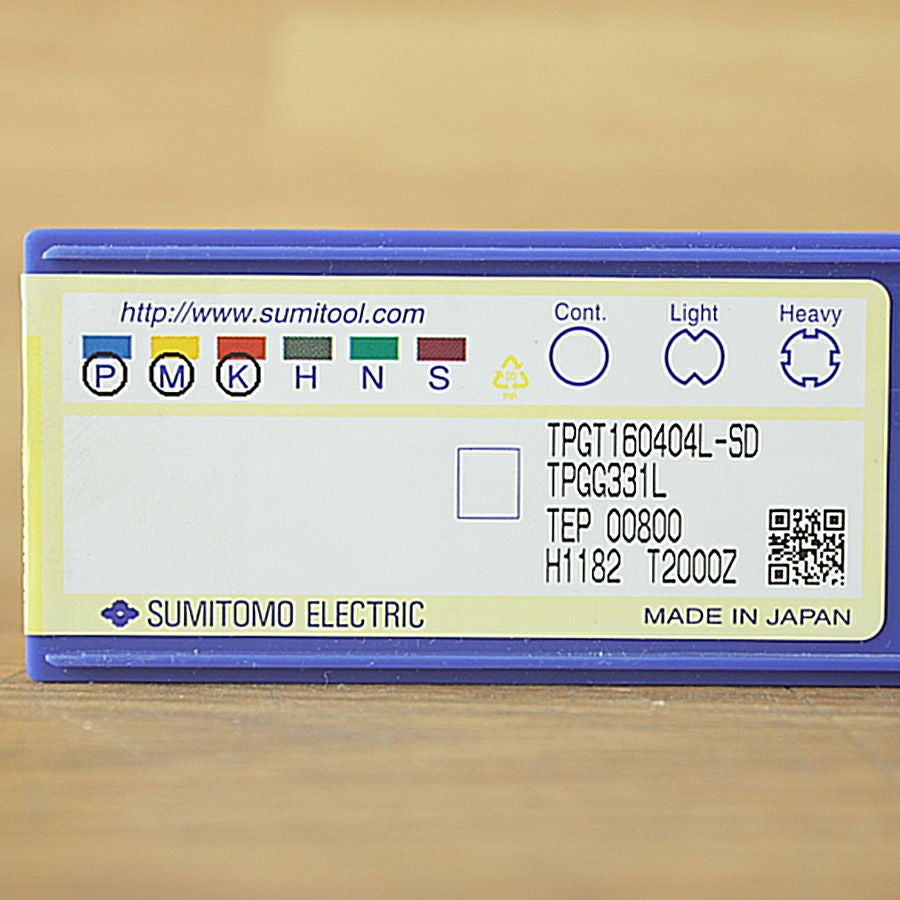 http://www.sumitool.com
Cont. Light Heavy
P M K H N S
PP
TPGT160404L-SD
TPGG331L
TEP 00800
H1182 T2000Z
SUMITOMO ELECTRIC
MADE IN JAPAN